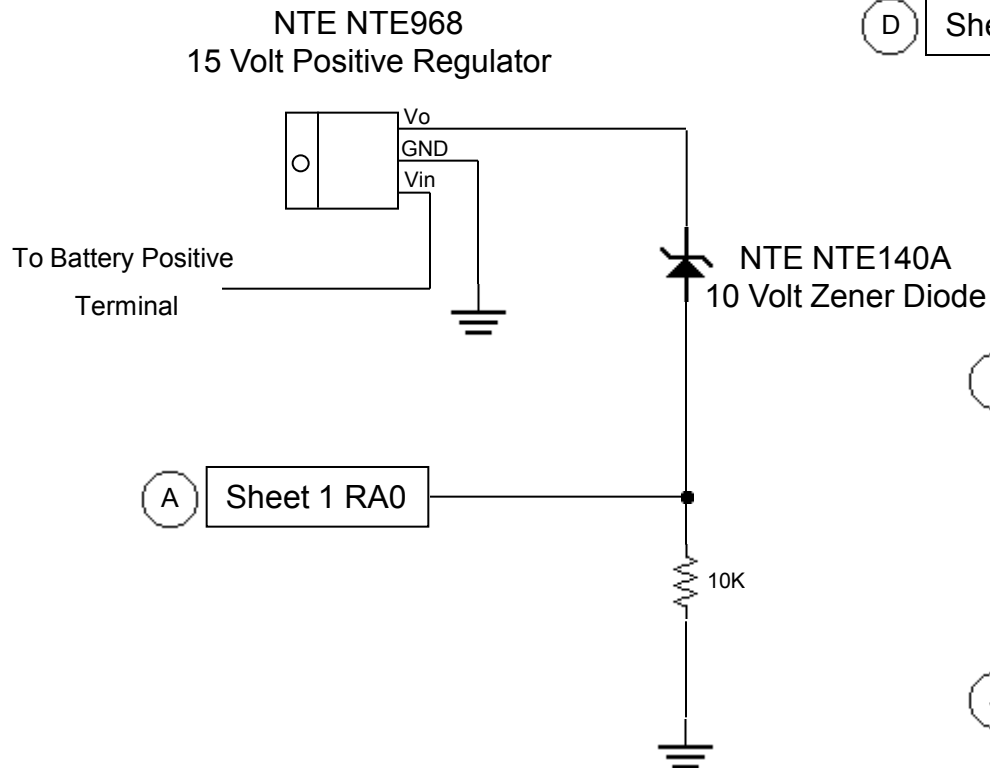 NTE NTE968
15 Volt Positive Regulator
D
Vo
GND
Vin
To Battery Positive
Terminal
NTE NTE140A
10 Volt Zener Diode
A
Sheet 1 RA0
10K